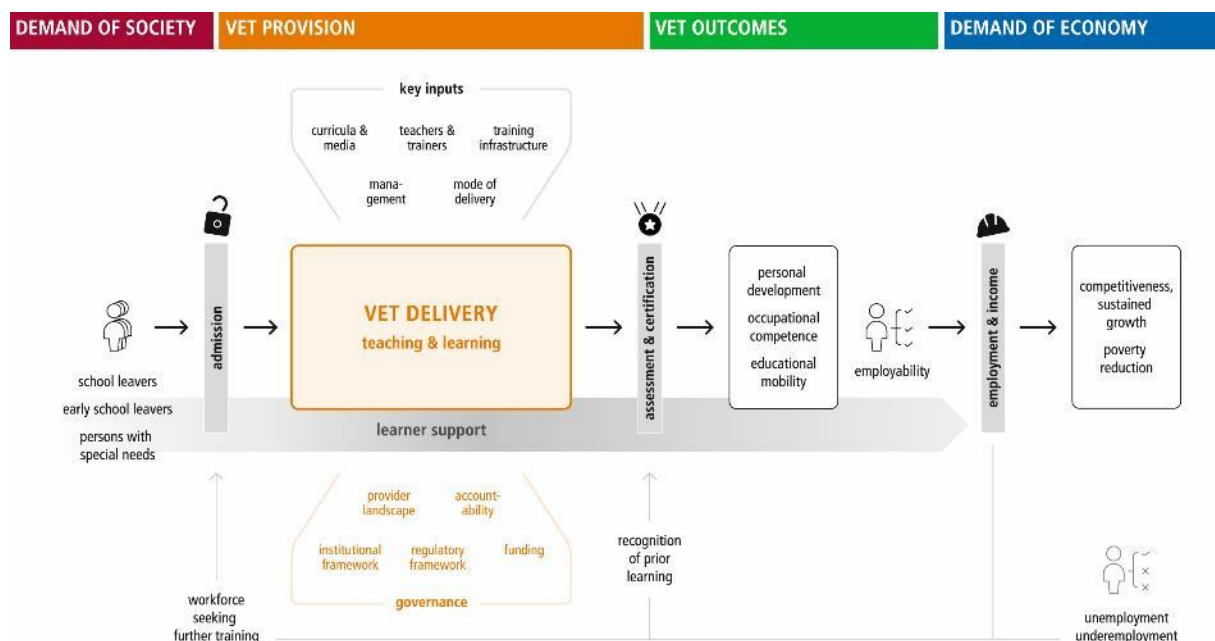 DEMAND OF SOCIETY
VET PROVISION
VET OUTCOMES
DEMAND OF ECONOMY
key inputs
curricula &
media
teachers &
trainers
training
infrastructure
mana-
gement
mode of
delivery
school leavers
early school leavers
persons with
special needs
admission
VET DELIVERY
teaching & learning
learner support
assessment & certification
personal
development
occupational
competence
educational
mobility
employability
employment & income
competitiveness,
sustained
growth
poverty
reduction
provider
landscape
account-
ability
institutional
framework
regulatory
framework
funding
governance
workforce
seeking
further training
recognition
of prior
learning
unemployment
underemployment